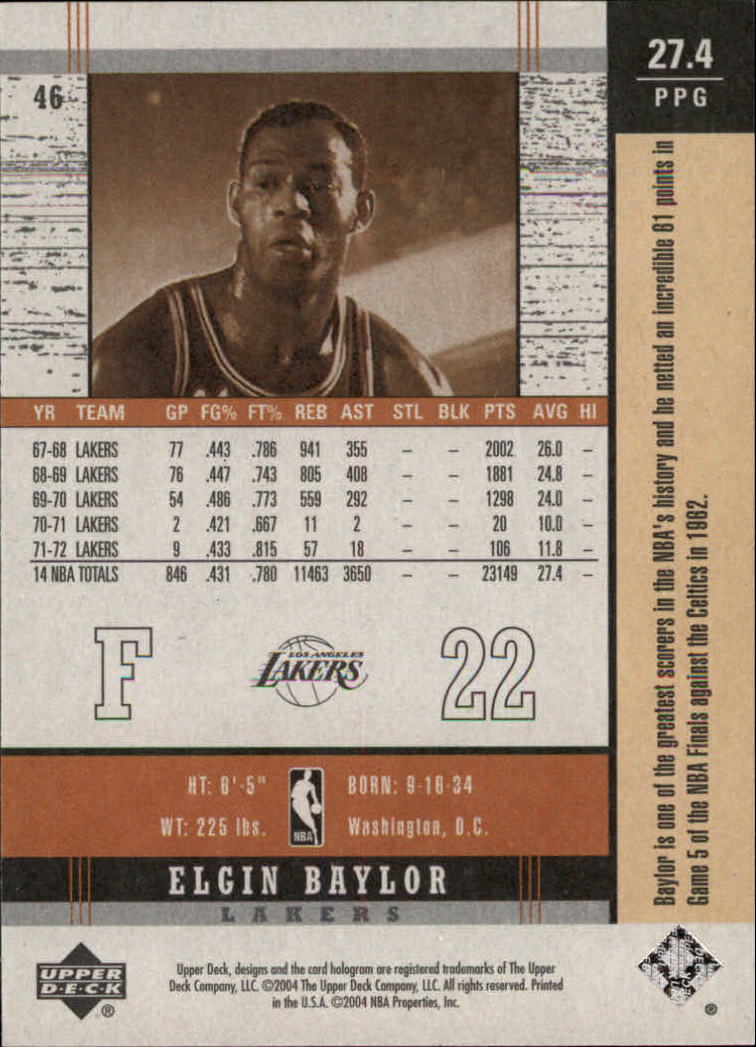 46
27.4
PPG
Baylor is one of the greatest scorers in the NBA's history and he netted an incredible 61 points in
Game 5 of the NBA Finals against the Celtics in 1962.
YR TEAM GP FG% FT% REB AST STL BLK PTS AVG HI
67-68 LAKERS 77 .443 .786 941 355 – – 2002 26.0 –
68-69 LAKERS 76 .447 .743 805 408 – – 1881 24.8 –
69-70 LAKERS 54 .486 .773 559 292 – – 1298 24.0 –
70-71 LAKERS 2 .421 .667 11 2 – – 20 10.0 –
71-72 LAKERS 9 .433 .815 57 18 – – 106 11.8 –
14 NBA TOTALS 846 .431 .780 11463 3650 – – 23149 27.4 –
F
LOS ANGELES
LAKERS
22
HT: 6'-5"
WT: 225 lbs.
NBA
BORN: 9-16-34
Washington, D.C.
ELGIN BAYLOR
LAKERS
UPPER
D·E·C·K
®
Upper Deck, designs and the card hologram are registered trademarks of The Upper
Deck Company, LLC. ©2004 The Upper Deck Company, LLC. All rights reserved. Printed
in the U.S.A. ©2004 NBA Properties, Inc.
®